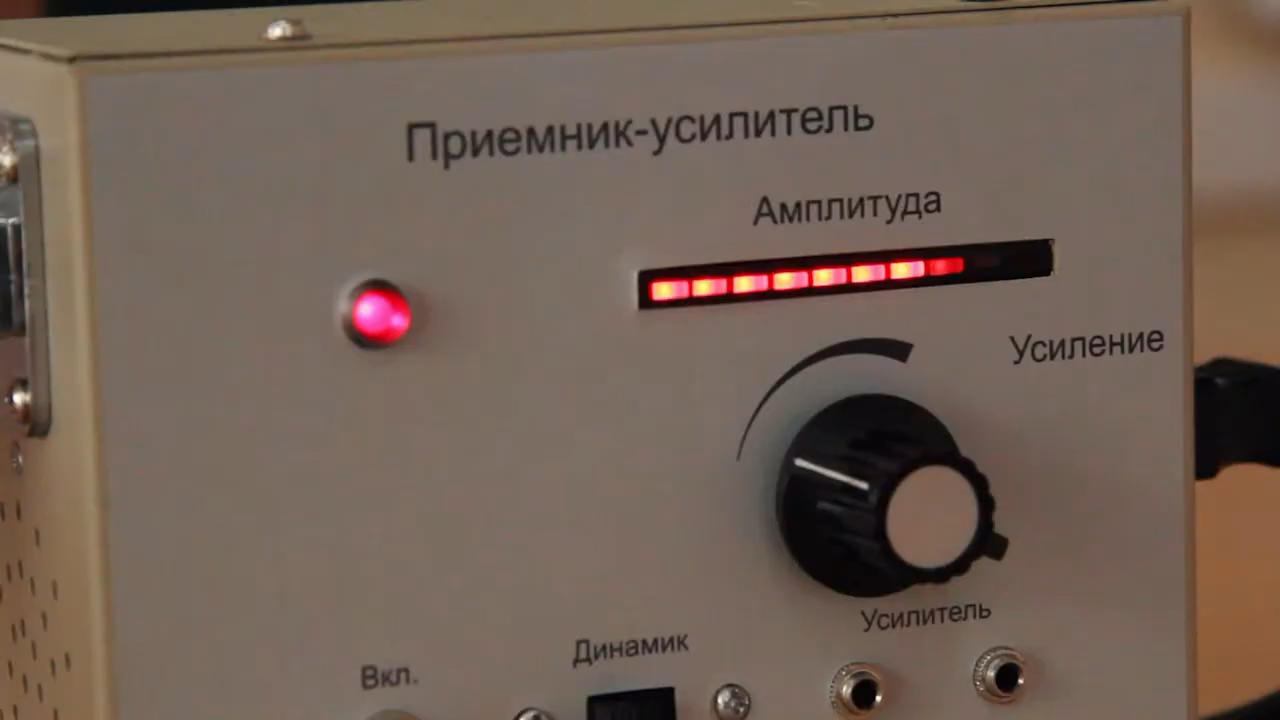 Приемник-усилитель
Амплитуда
Усиление
Усилитель
Динамик
Вкл.